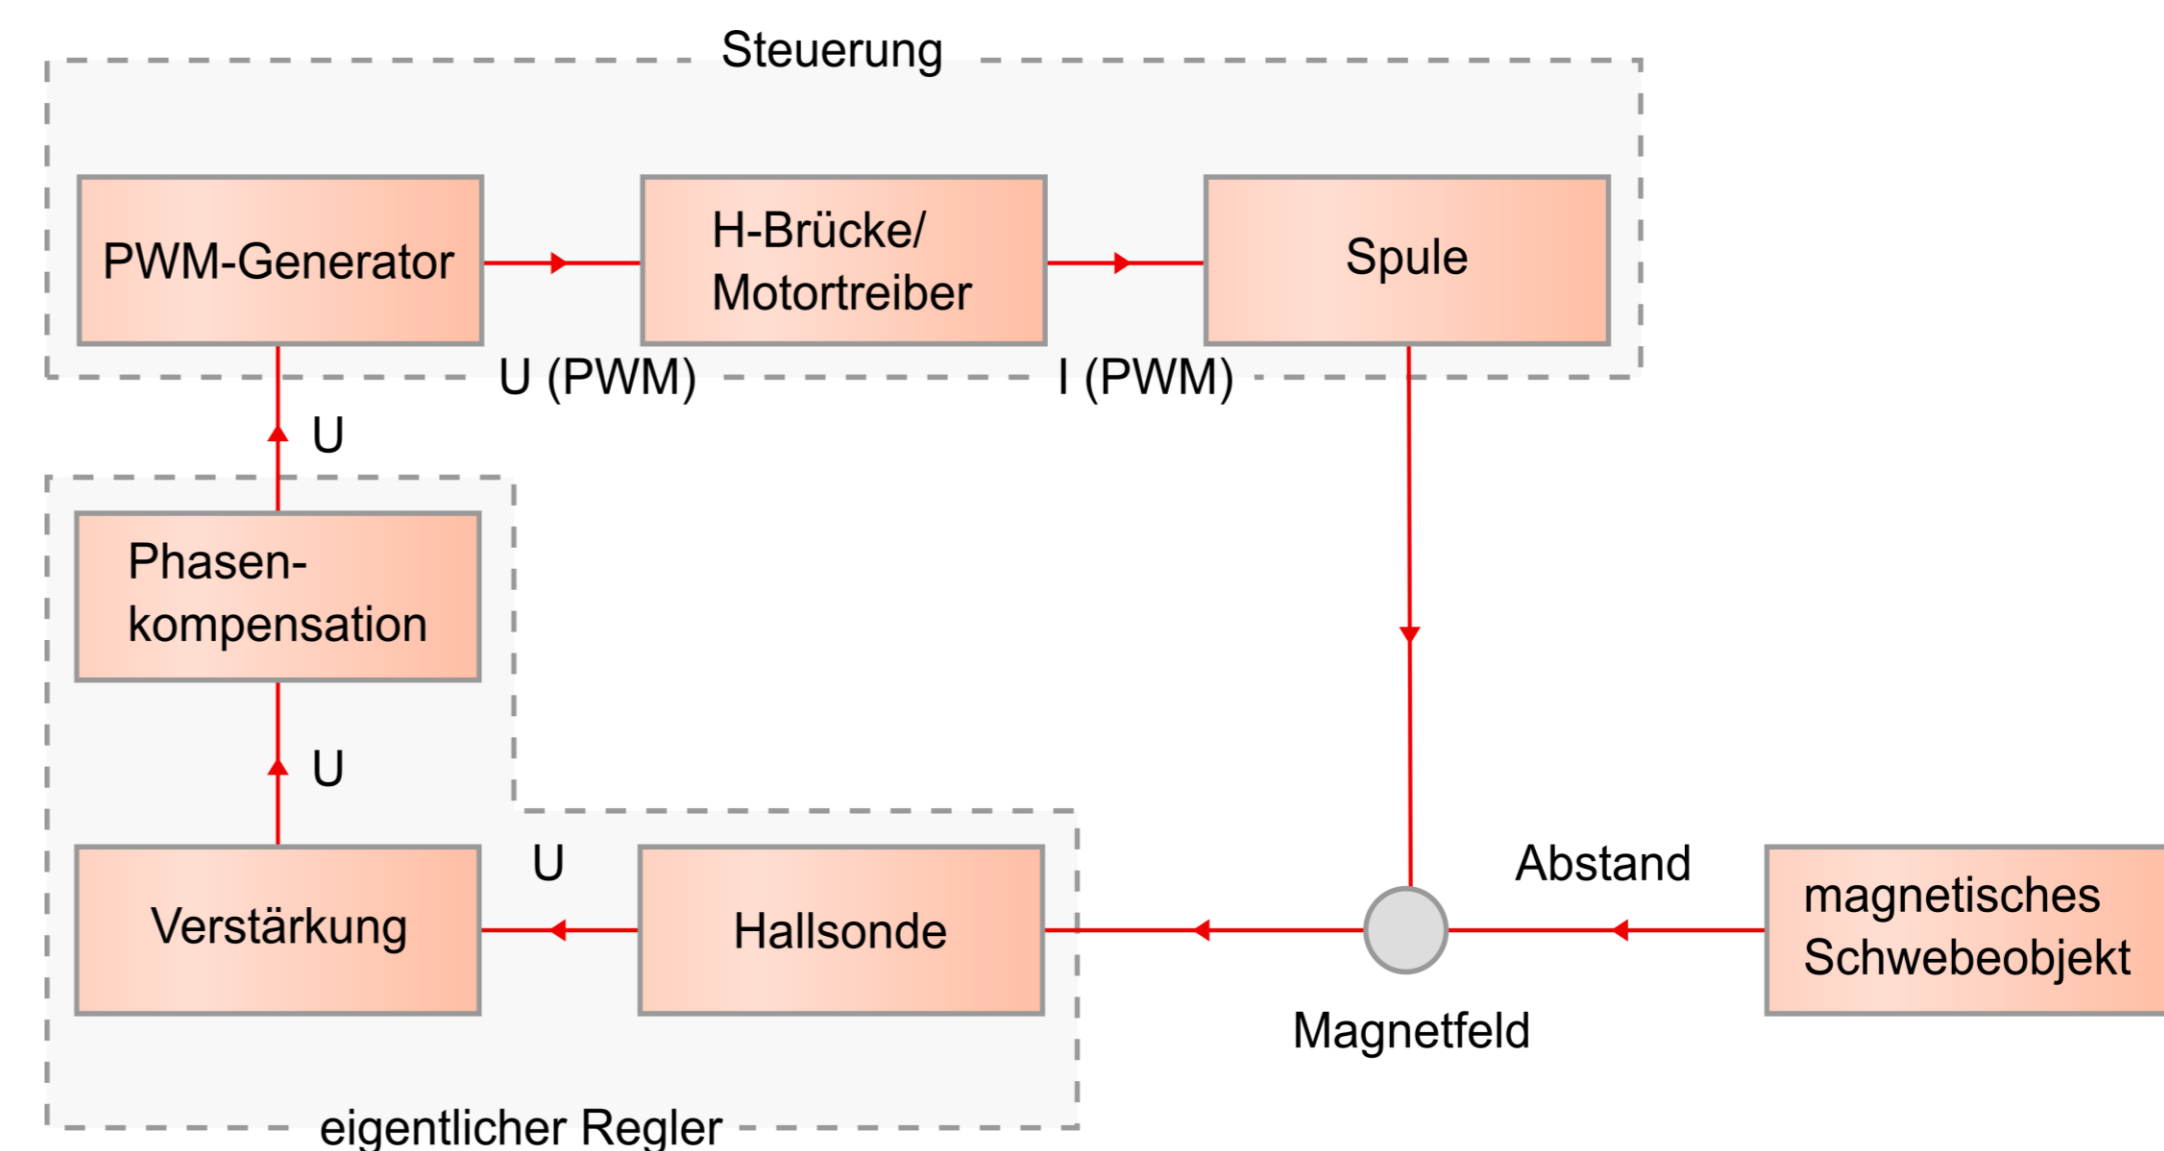 Steuerung
PWM-Generator
H-Brücke/
Motortreiber
Spule
U (PWM)
I (PWM)
U
Phasen-
kompensation
U
Verstärkung
U
Hallsonde
Abstand
magnetisches
Schwebeobjekt
Magnetfeld
eigentlicher Regler